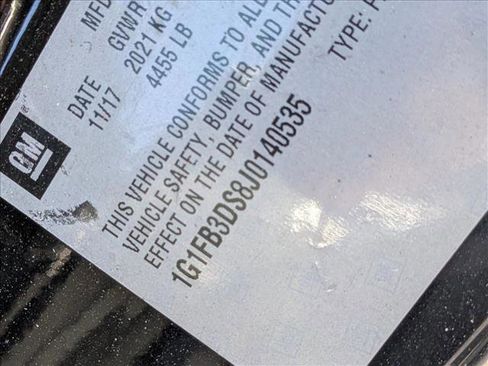 MFD
DATE GVWR
11/17 2021 KG
4455 LB
GM
THIS VEHICLE CONFORMS TO ALL
VEHICLE SAFETY, BUMPER, AND TH
EFFECT ON THE DATE OF MANUFACTUR
1G1FB3DS8J0140535 TYPE: P